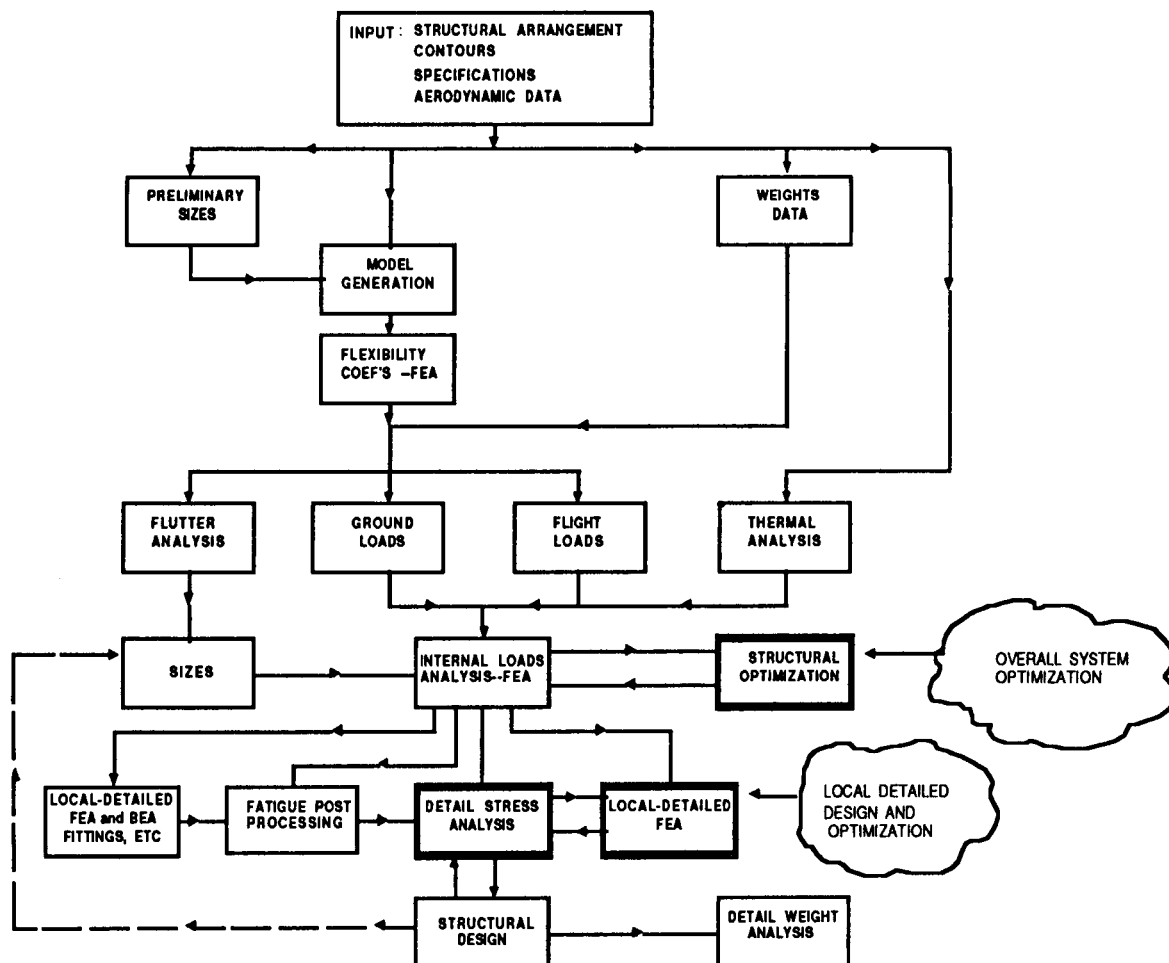 INPUT: STRUCTURAL ARRANGEMENT
CONTOURS
SPECIFICATIONS
AERODYNAMIC DATA
PRELIMINARY
SIZES
WEIGHTS
DATA
MODEL
GENERATION
FLEXIBILITY
COEF'S -FEA
FLUTTER
ANALYSIS
GROUND
LOADS
FLIGHT
LOADS
THERMAL
ANALYSIS
SIZES
INTERNAL LOADS
ANALYSIS--FEA
STRUCTURAL
OPTIMIZATION
OVERALL SYSTEM
OPTIMIZATION
LOCAL-DETAILED
FEA and BEA
FITTINGS, ETC
FATIGUE POST
PROCESSING
DETAIL STRESS
ANALYSIS
LOCAL-DETAILED
FEA
LOCAL DETAILED
DESIGN AND
OPTIMIZATION
STRUCTURAL
DESIGN
DETAIL WEIGHT
ANALYSIS